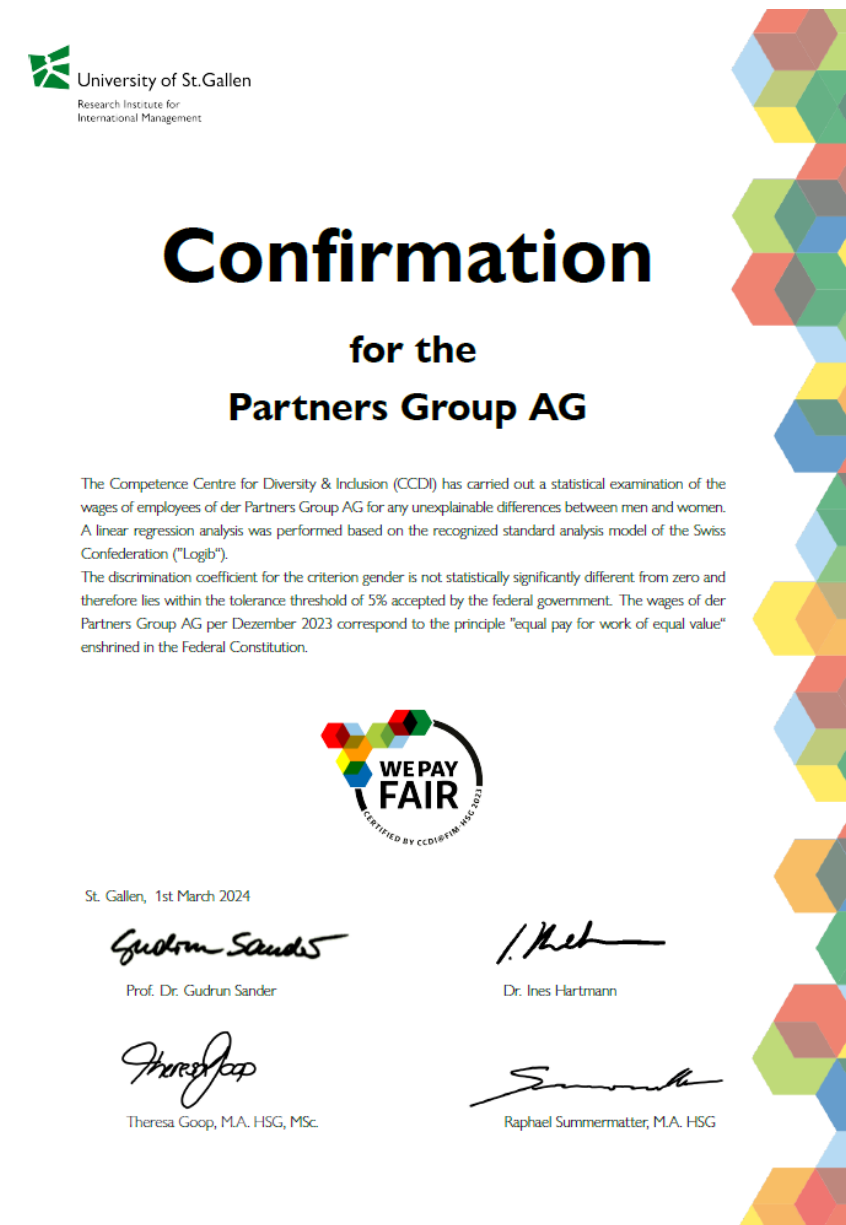 University of St.Gallen
Research Institute for
International Management
Confirmation
for the
Partners Group AG
The Competence Centre for Diversity & Inclusion (CCDI) has carried out a statistical examination of the
wages of employees of der Partners Group AG for any unexplainable differences between men and women.
A linear regression analysis was performed based on the recognized standard analysis model of the Swiss
Confederation ("Logib“).
The discrimination coefficient for the criterion gender is not statistically significantly different from zero and
therefore lies within the tolerance threshold of 5% accepted by the federal government. The wages of der
Partners Group AG per Dezember 2023 correspond to the principle "equal pay for work of equal value“
enshrined in the Federal Constitution.
WE PAY
FAIR
CERTIFIED BY CCDI@FIM-HSG 2023
St. Gallen, 1st March 2024
Gudrun Sander
Prof. Dr. Gudrun Sander
Dr. Ines Hartmann
Theresa Goop
Theresa Goop, M.A. HSG, MSc.
Raphael Summermatter, M.A. HSG